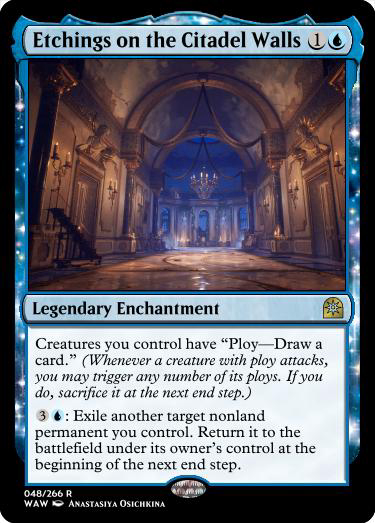 Etchings on the Citadel Walls 1
Legendary Enchantment
Creatures you control have “Ploy—Draw a
card.” (Whenever a creature with ploy attacks,
you may trigger any number of its ploys. If you
do, sacrifice it at the next end step.)
3 : Exile another target nonland
permanent you control. Return it to the
battlefield under its owner's control at the
beginning of the next end step.
048/266 R
WAW Anastasiya Osichkina